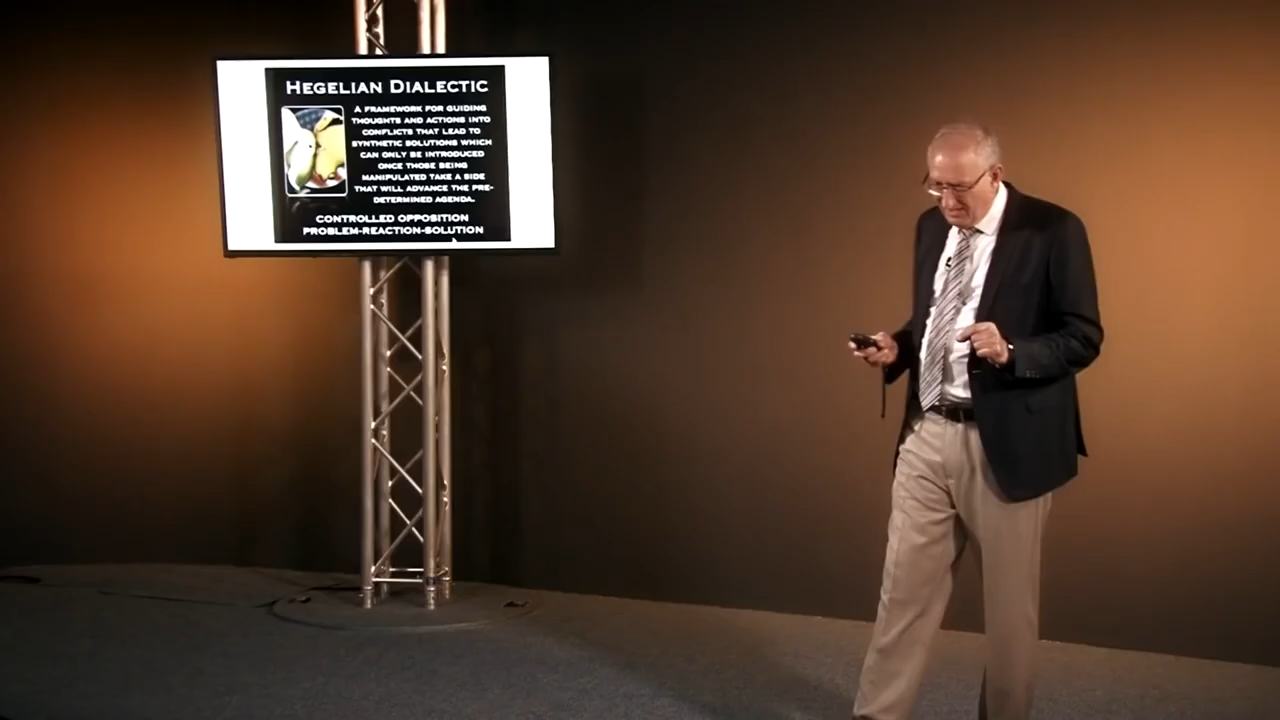 HEGELIAN DIALECTIC
A FRAMEWORK FOR GUIDING
THOUGHTS AND ACTIONS INTO
CONFLICTS THAT LEAD TO
SYNTHETIC SOLUTIONS WHICH
CAN ONLY BE INTRODUCED
ONCE THOSE BEING
MANIPULATED TAKE A SIDE
THAT WILL ADVANCE THE PRE-
DETERMINED AGENDA.
CONTROLLED OPPOSITION
PROBLEM-REACTION-SOLUTION